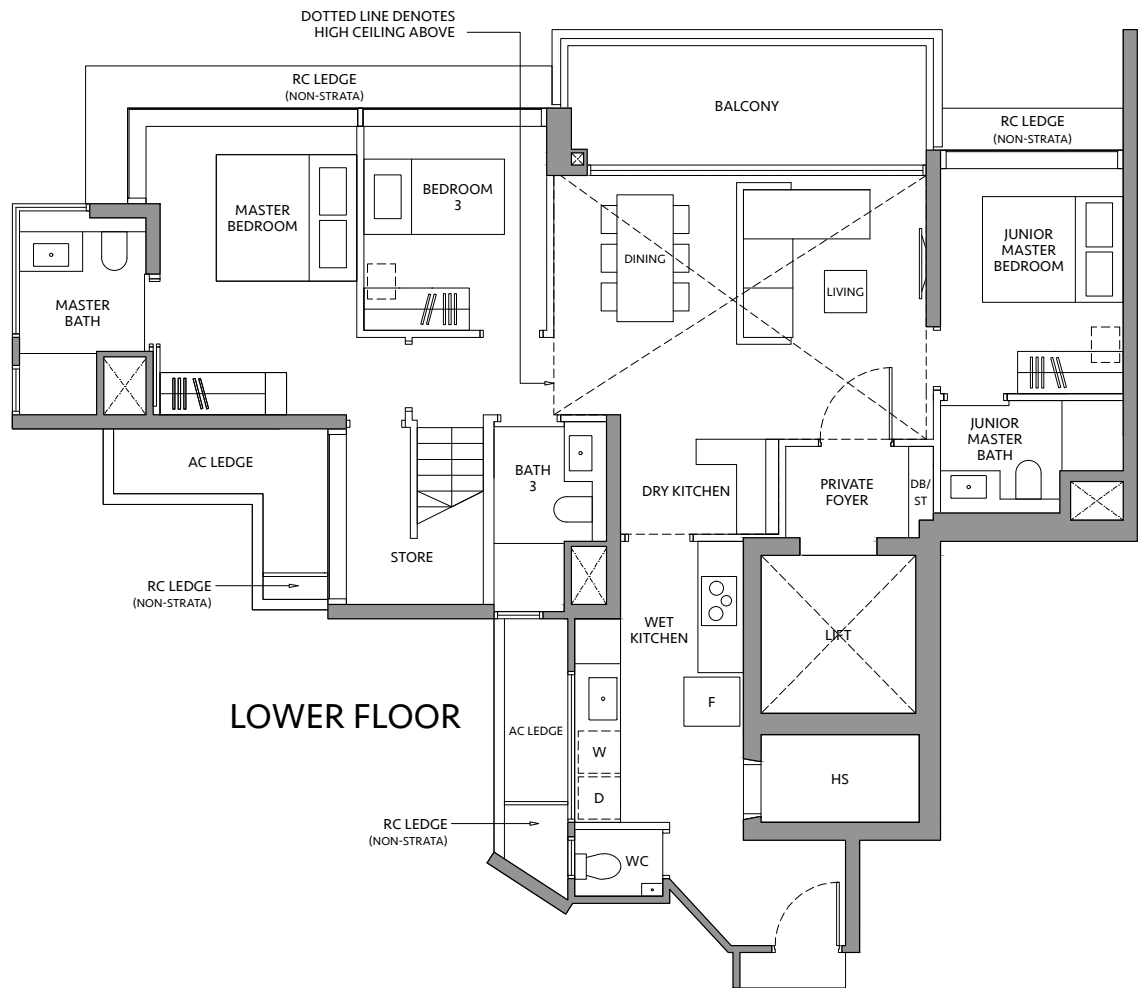 DOTTED LINE DENOTES
HIGH CEILING ABOVE
RC LEDGE
(NON-STRATA)
BALCONY
RC LEDGE
(NON-STRATA)
MASTER
BEDROOM
BEDROOM
3
DINING
LIVING
JUNIOR
MASTER
BEDROOM
MASTER
BATH
AC LEDGE
BATH
3
DRY KITCHEN
PRIVATE
FOYER
DB/
ST
JUNIOR
MASTER
BATH
STORE
RC LEDGE
(NON-STRATA)
WET
KITCHEN
LIFT
LOWER FLOOR
AC LEDGE
F
W
D
HS
RC LEDGE
(NON-STRATA)
WC